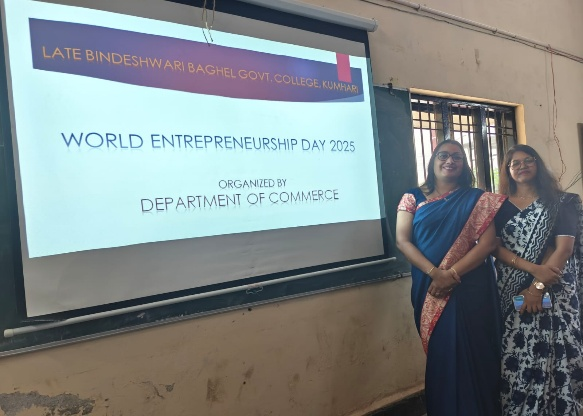 LATE BINDESHWARI BAGHEL GOVT. COLLEGE, KUMHARI
WORLD ENTREPRENEURSHIP DAY 2025
ORGANIZED BY
DEPARTMENT OF COMMERCE